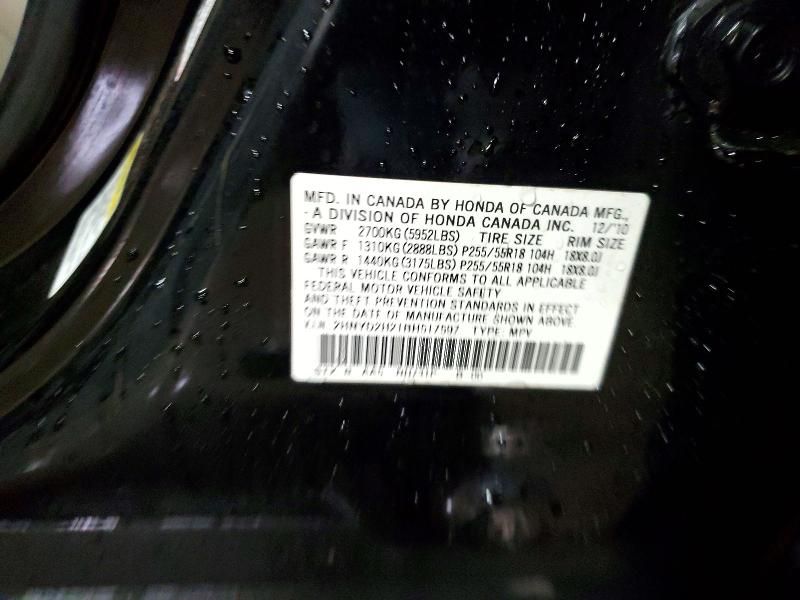 MFD. IN CANADA BY HONDA OF CANADA MFG.,
- A DIVISION OF HONDA CANADA INC. 12/'10
GVWR 2700KG(5952LBS) TIRE SIZE RIM SIZE
GAWR F 1310KG(2888LBS) P255/55R18 104H 18X8.0J
GAWR R 1440KG(3175LBS) P255/55R18 104H 18X8.0J
THIS VEHICLE CONFORMS TO ALL APPLICABLE
FEDERAL MOTOR VEHICLE SAFETY
AND THEFT PREVENTION STANDARDS IN EFFECT
ON THE DATE OF MANUFACTURE SHOWN ABOVE
TYPE: MPV